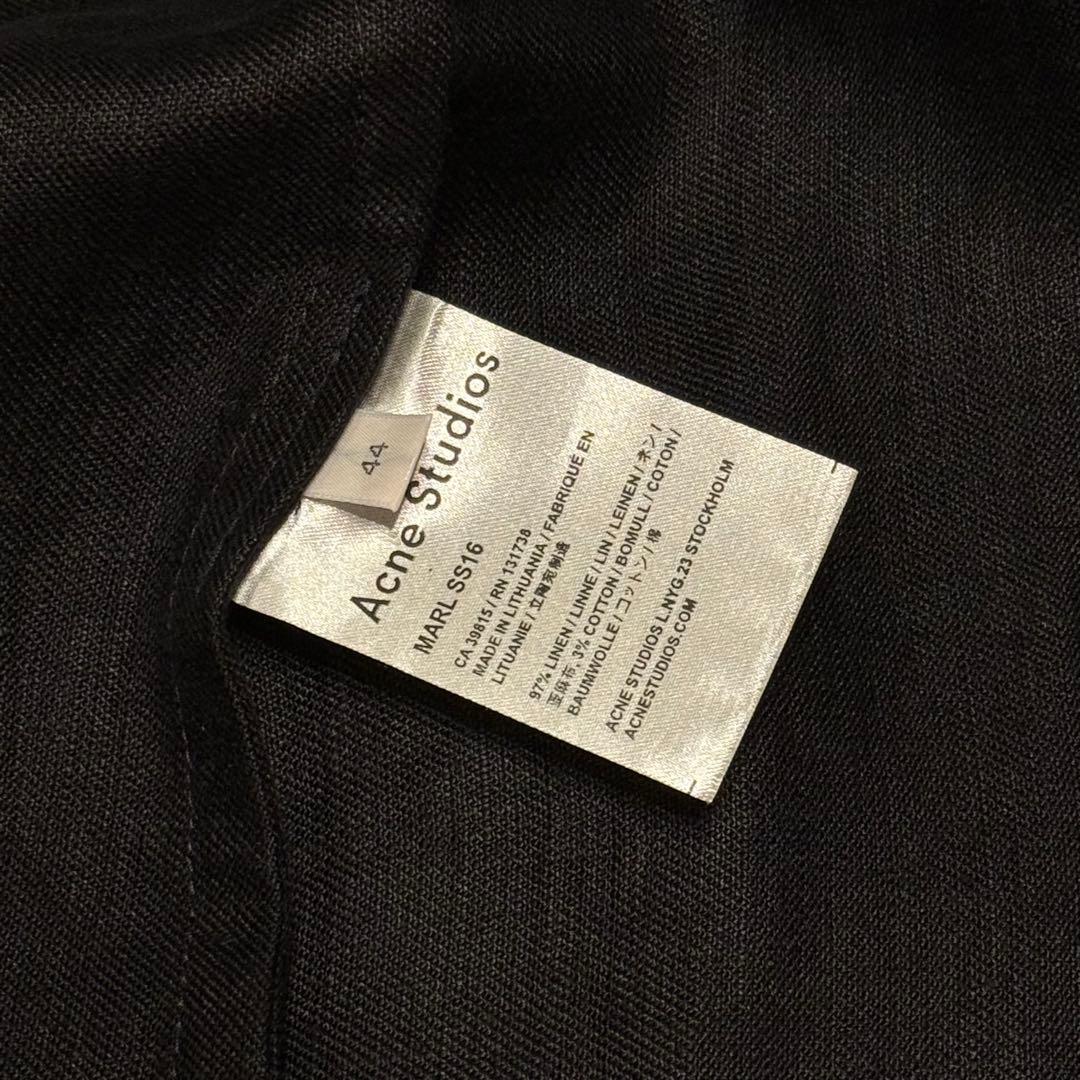 Acne Studios
44
MARL SS16
CA 39815 / RN 131738
MADE IN LITHUANIA / FABRIQUE EN
LITUANIE / 立陶宛制造
97% LINEN / LINNE / LIN / LEINEN / ネン /
亚麻布, 3% COTTON / BOMULL / COTON /
BAUMWOLLE / コットン / 棉
ACNE STUDIOS L.NYG.23 STOCKHOLM
ACNESTUDIOS.COM